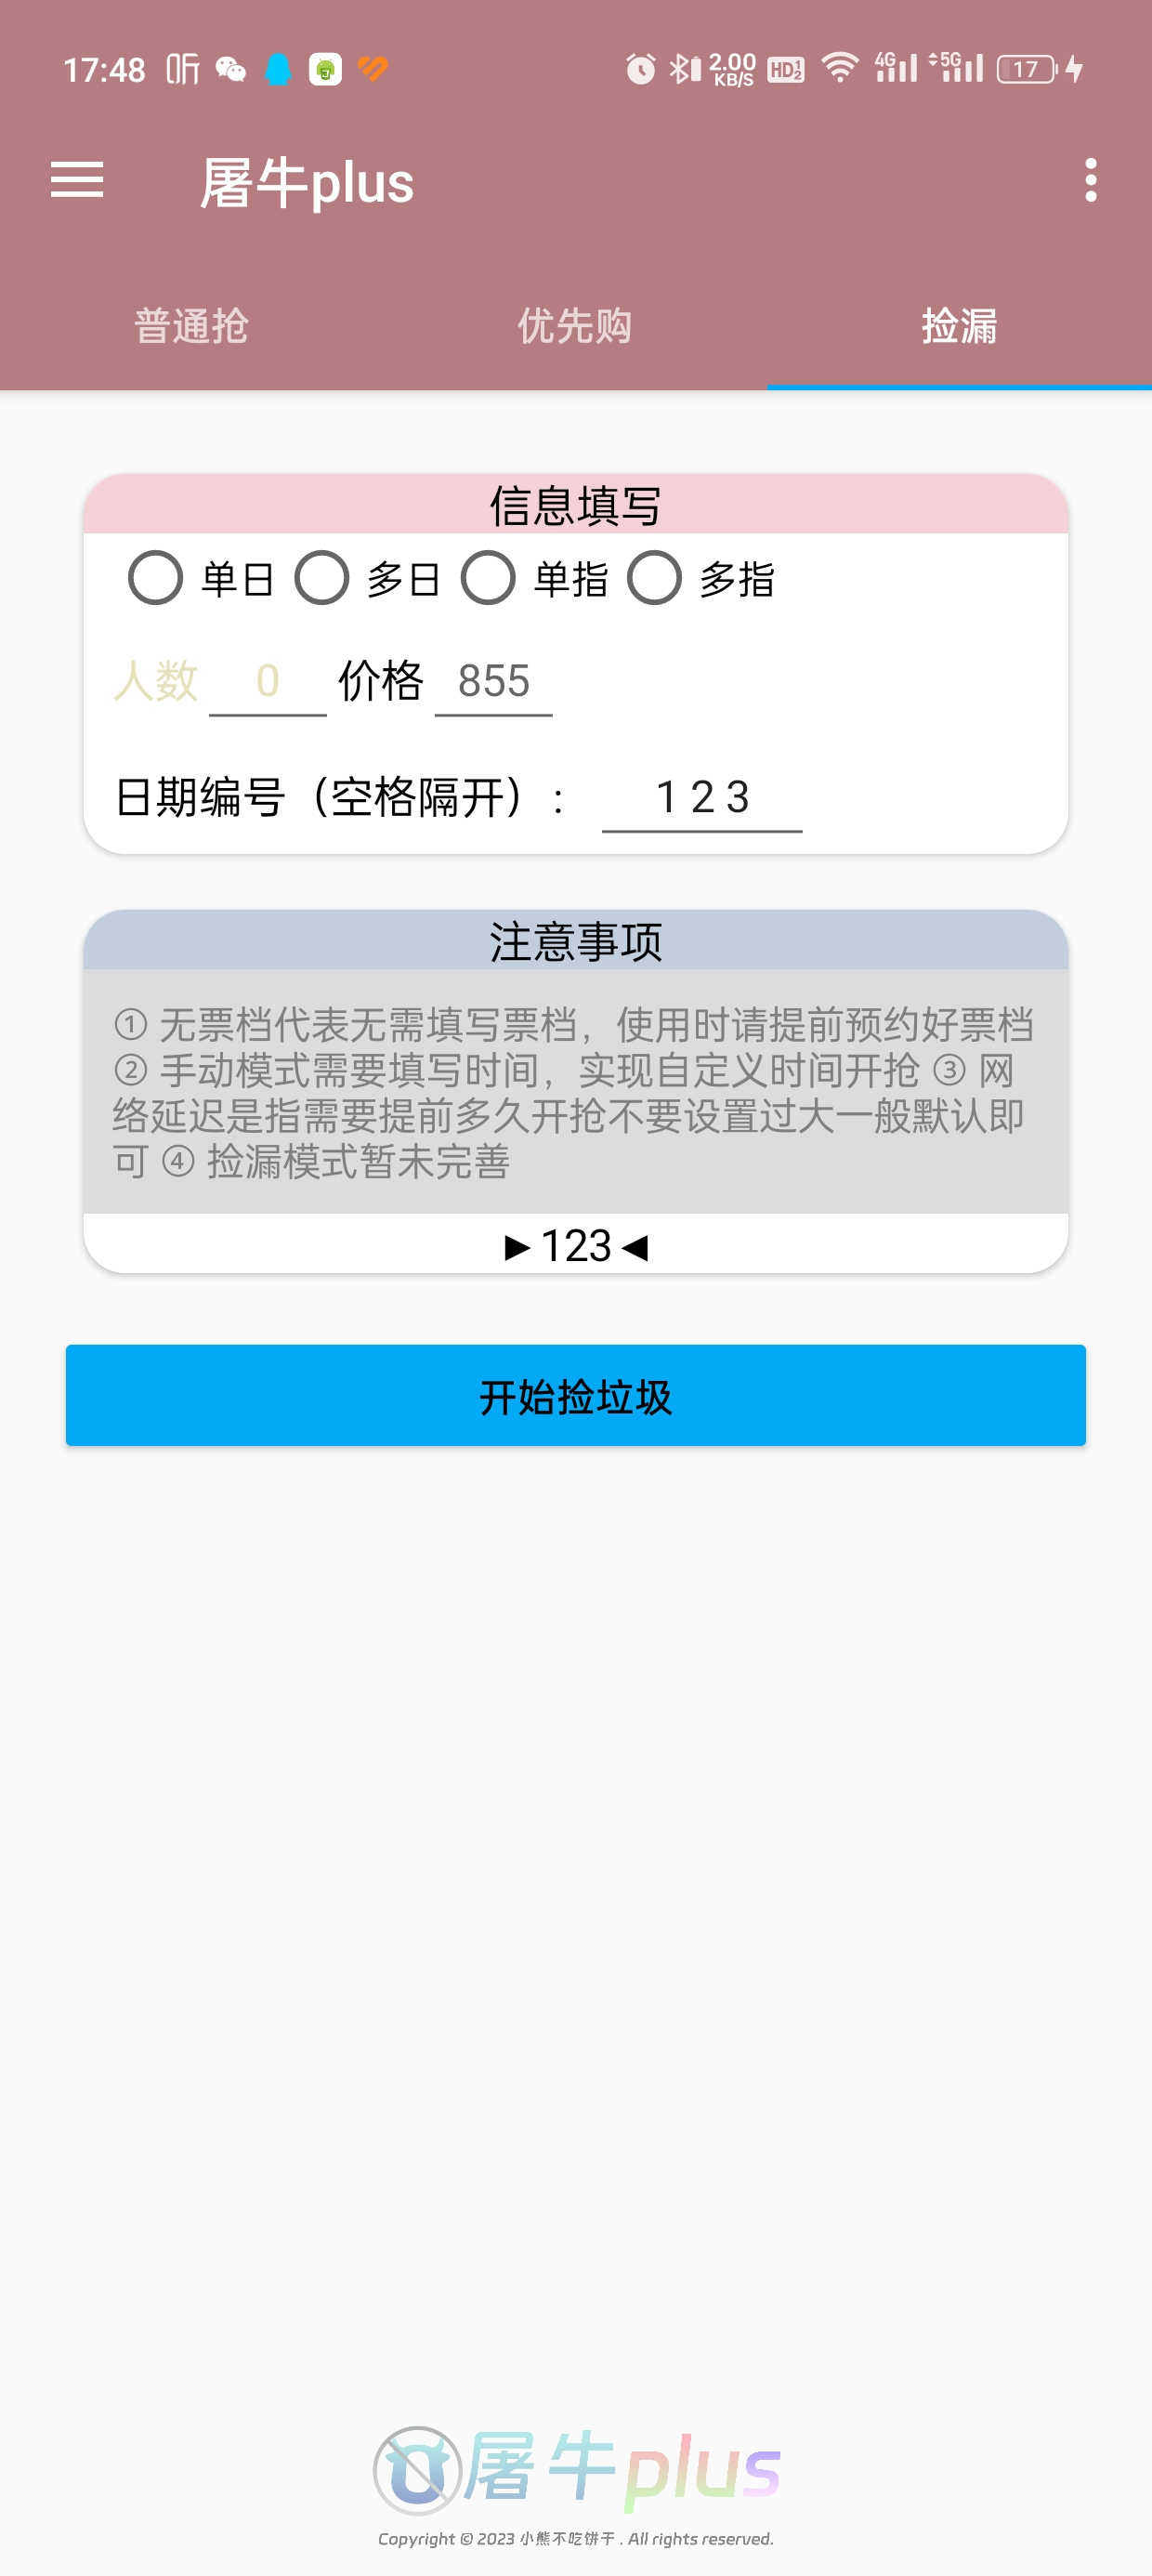 17:48 听 2.00 KB/S HD 1 2 4G 5G 17
屠牛plus
普通抢 优先购 捡漏
信息填写
单日 多日 单指 多指
人数 0 价格 855
日期编号（空格隔开）： 1 2 3
注意事项
① 无票档代表无需填写票档，使用时请提前预约好票档
② 手动模式需要填写时间，实现自定义时间开抢 ③ 网
络延迟是指需要提前多久开抢不要设置过大一般默认即
可 ④ 捡漏模式暂未完善
►123◄
开始捡垃圾
屠牛plus
Copyright © 2023 小熊不吃饼干 . All rights reserved.